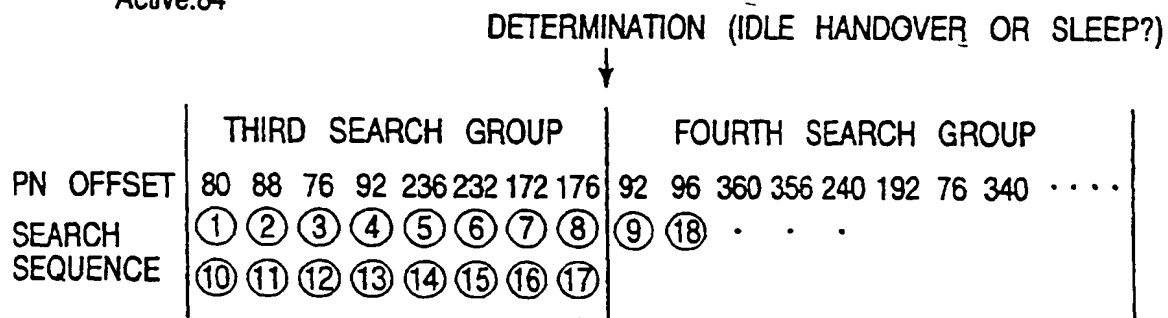 Active:84
DETERMINATION (IDLE HANDOVER OR SLEEP?)
THIRD SEARCH GROUP FOURTH SEARCH GROUP
PN OFFSET 80 88 76 92 236 232 172 176 92 96 360 356 240 192 76 340 ····
SEARCH SEQUENCE ① ② ③ ④ ⑤ ⑥ ⑦ ⑧ ⑨ ⑱ · · ·
⑩ ⑪ ⑫ ⑬ ⑭ ⑮ ⑯ ⑰